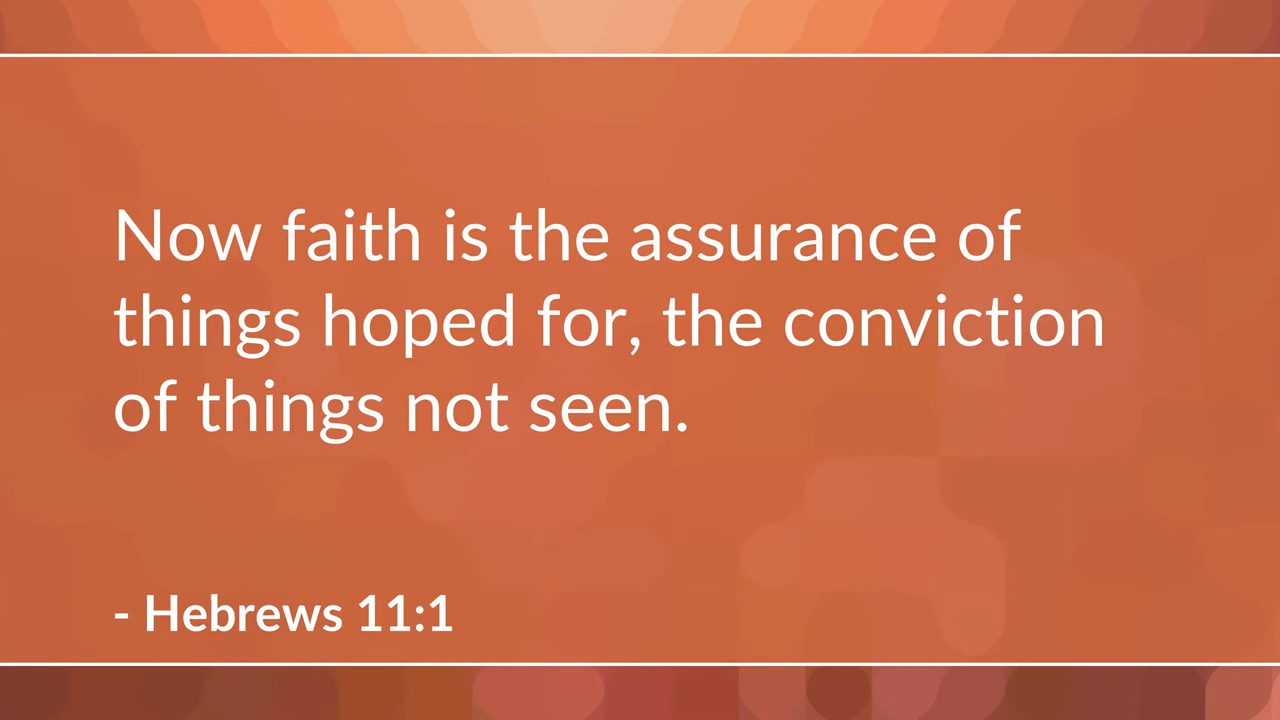 Now faith is the assurance of
things hoped for, the conviction
of things not seen.
- Hebrews 11:1